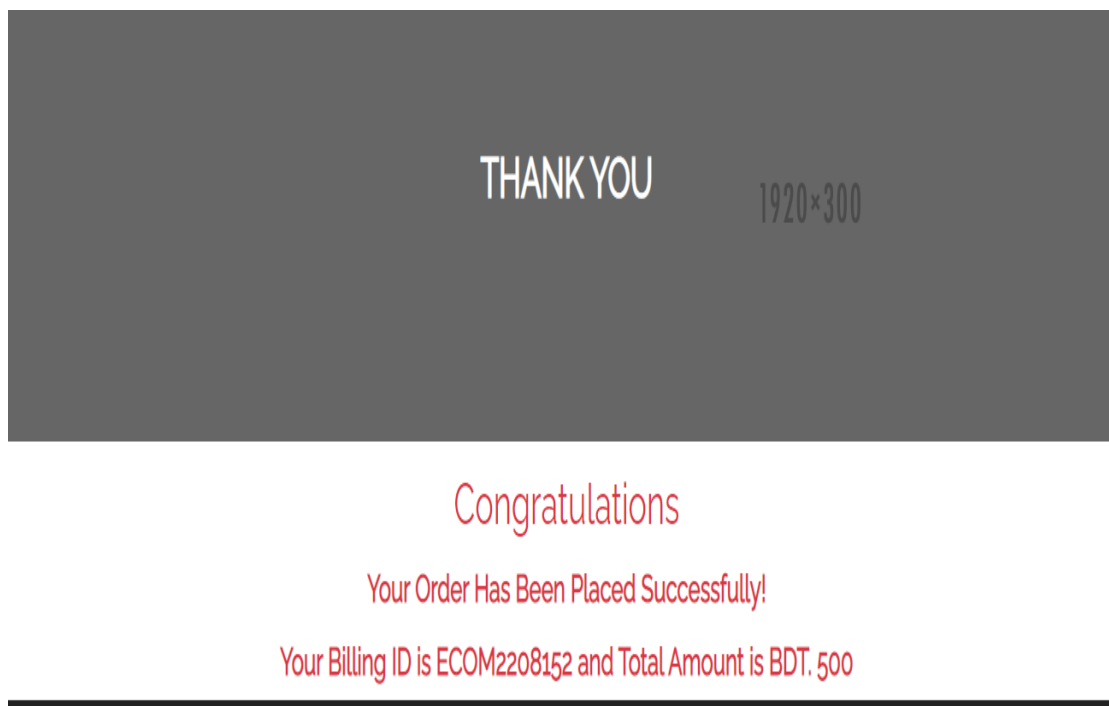 THANK YOU
1920×300
Congratulations
Your Order Has Been Placed Successfully!
Your Billing ID is ECOM2208152 and Total Amount is BDT. 500